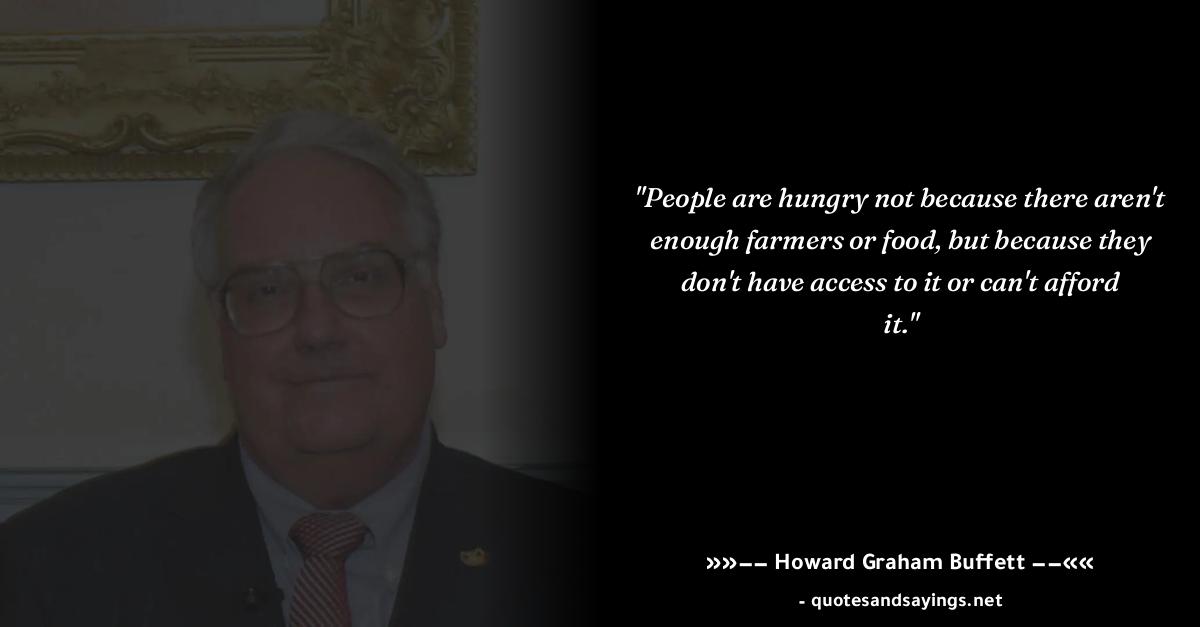 "People are hungry not because there aren't
enough farmers or food, but because they
don't have access to it or can't afford
it."
»»–– Howard Graham Buffett ––««
- quotesandsayings.net